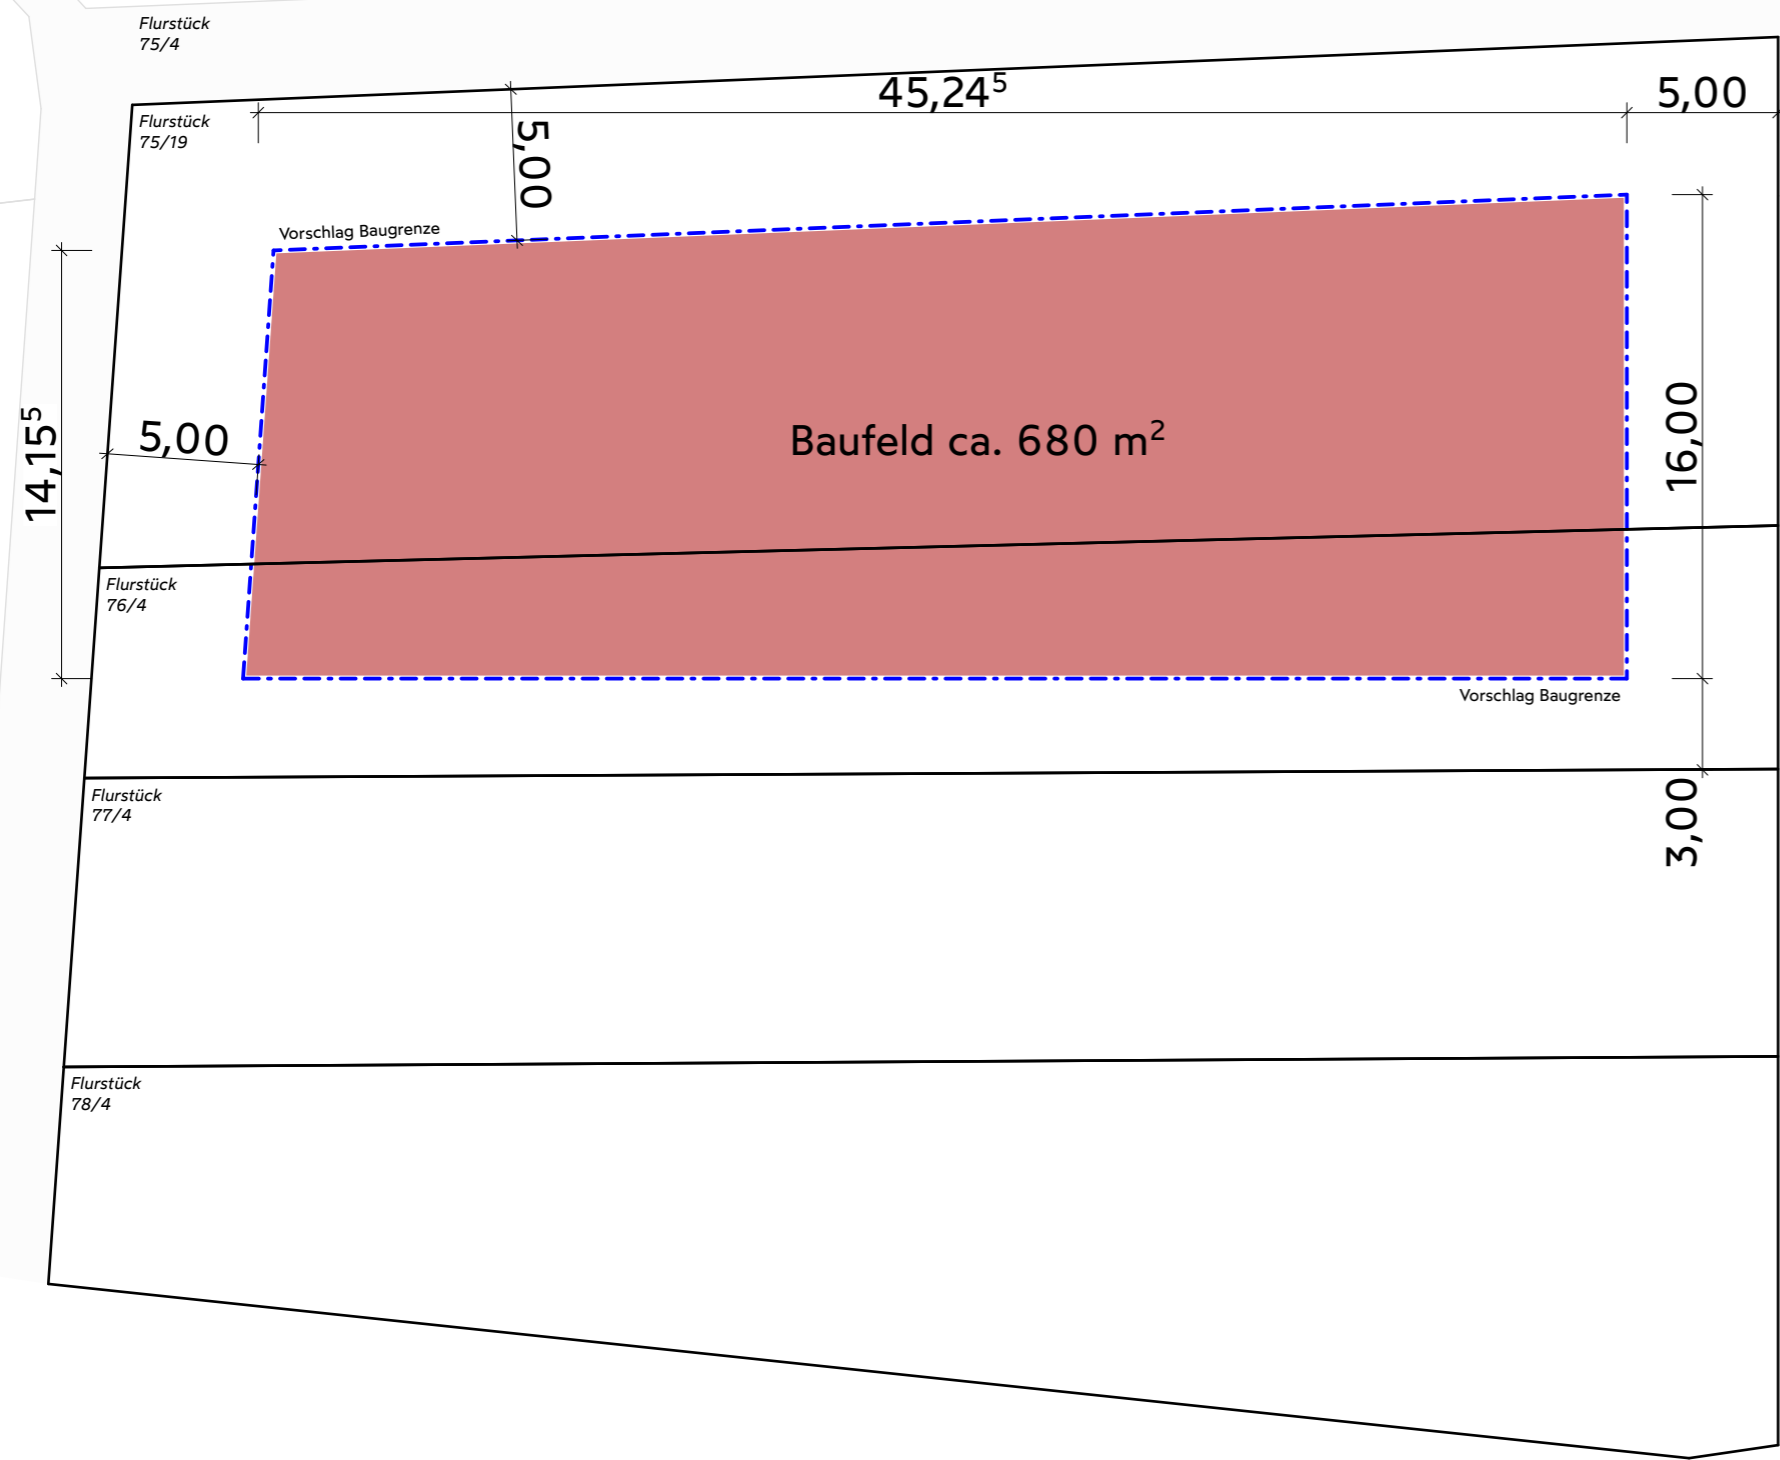 Flurstück
75/4
45,24⁵
5,00
Flurstück
75/19
5,00
Vorschlag Baugrenze
14,15⁵
5,00
Baufeld ca. 680 m²
16,00
Flurstück
76/4
Vorschlag Baugrenze
Flurstück
77/4
3,00
Flurstück
78/4